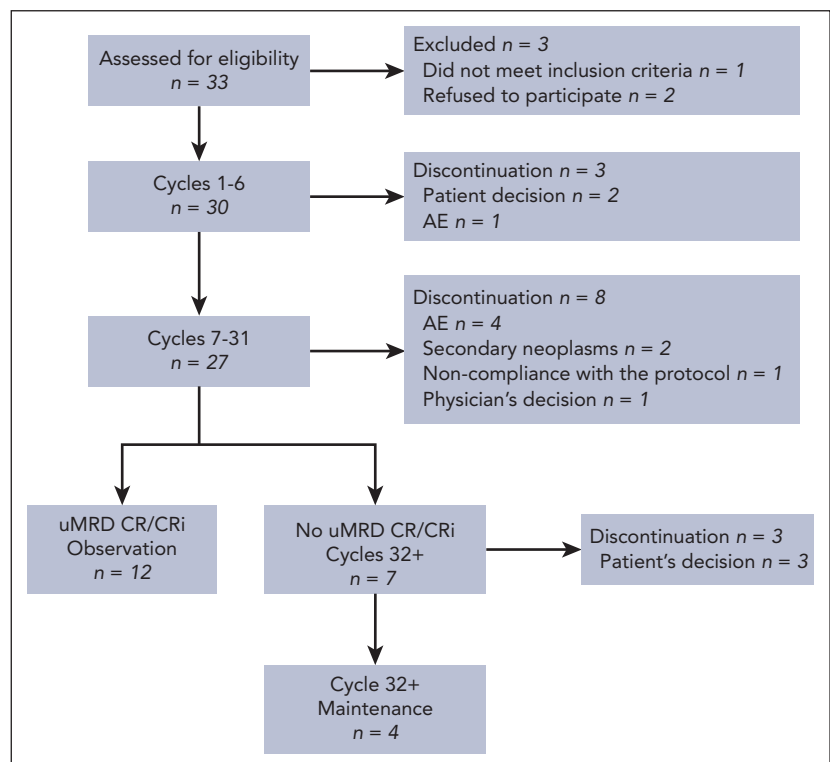 Assessed for eligibility
n = 33
Excluded n = 3
Did not meet inclusion criteria n = 1
Refused to participate n = 2
Cycles 1-6
n = 30
Discontinuation n = 3
Patient decision n = 2
AE n = 1
Cycles 7-31
n = 27
Discontinuation n = 8
AE n = 4
Secondary neoplasms n = 2
Non-compliance with the protocol n = 1
Physician’s decision n = 1
uMRD CR/CRi
Observation
n = 12
No uMRD CR/CRi
Cycles 32+
n = 7
Discontinuation n = 3
Patient’s decision n = 3
Cycle 32+
Maintenance
n = 4